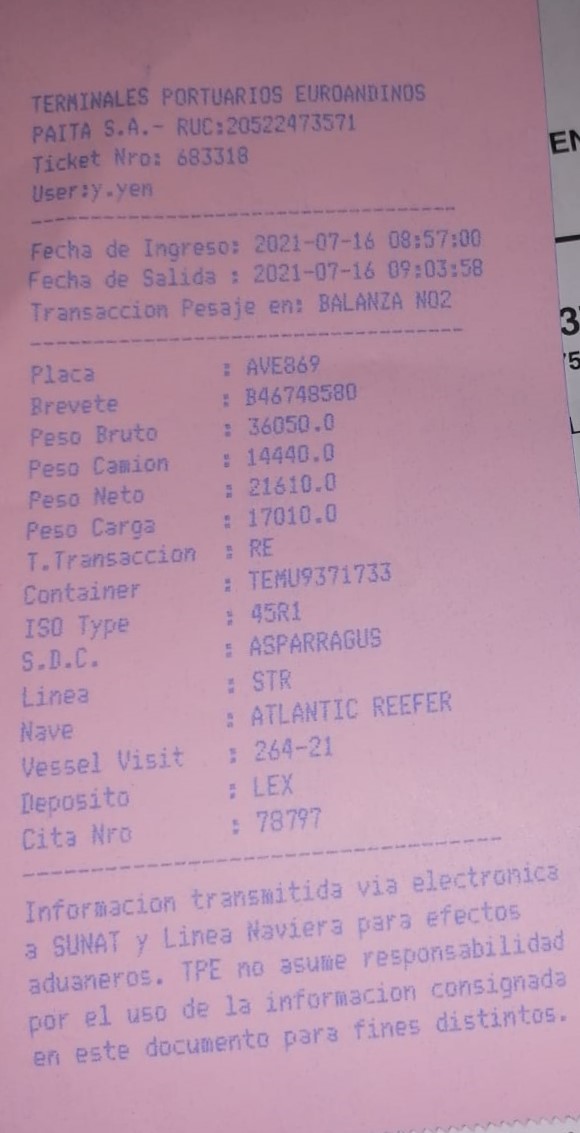 TERMINALES PORTUARIOS EUROANDINOS
PAITA S.A.- RUC:20522473571
Ticket Nro: 683318
User:y.yen
Fecha de Ingreso: 2021-07-16 08:57:00
Fecha de Salida : 2021-07-16 09:03:58
Transaccion Pesaje en: BALANZA NO2
Placa : AVE869
Brevete : B46748580
Peso Bruto : 36050.0
Peso Camion : 14440.0
Peso Neto : 21610.0
Peso Carga : 17010.0
T.Transaccion : RE
Container : TEMU9371733
ISO Type : 45R1
S.D.C. : ASPARRAGUS
Linea : STR
Nave : ATLANTIC REEFER
Vessel Visit : 264-21
Deposito : LEX
Cita Nro : 78797
Informacion transmitida via electronica
a SUNAT y Linea Naviera para efectos
aduaneros. TPE no asume responsabilidad
por el uso de la informacion consignada
en este documento para fines distintos.